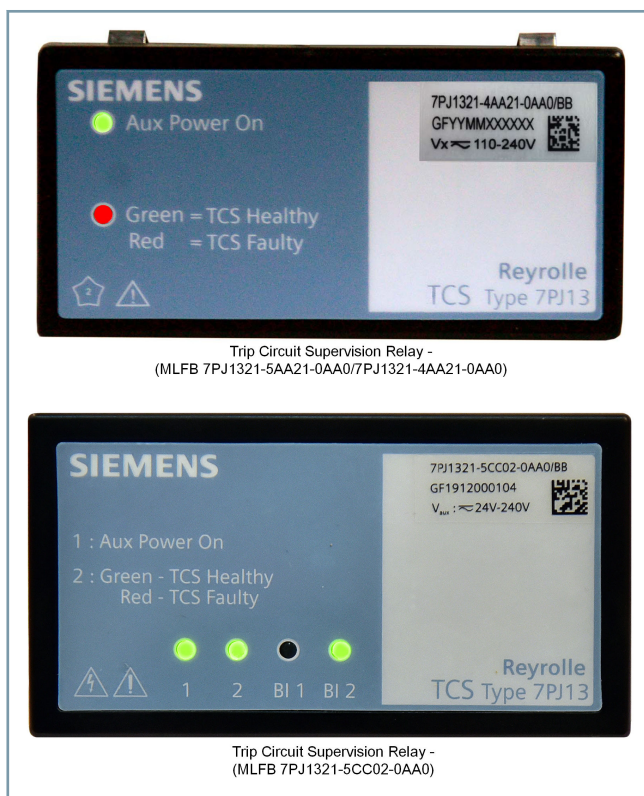 SIEMENS
Aux Power On
Green = TCS Healthy
Red = TCS Faulty
2
7PJ1321-4AA21-0AA0/BB
GFYYMMXXXXXX
Vx ⏦ 110-240V
Reyrolle
TCS Type 7PJ13
Trip Circuit Supervision Relay -
(MLFB 7PJ1321-5AA21-0AA0/7PJ1321-4AA21-0AA0)
SIEMENS
1 : Aux Power On
2 : Green - TCS Healthy
Red - TCS Faulty
1 2 BI 1 BI 2
7PJ1321-5CC02-0AA0/BB
GF1912000104
Vaux : ⏦ 24V-240V
Reyrolle
TCS Type 7PJ13
Trip Circuit Supervision Relay -
(MLFB 7PJ1321-5CC02-0AA0)